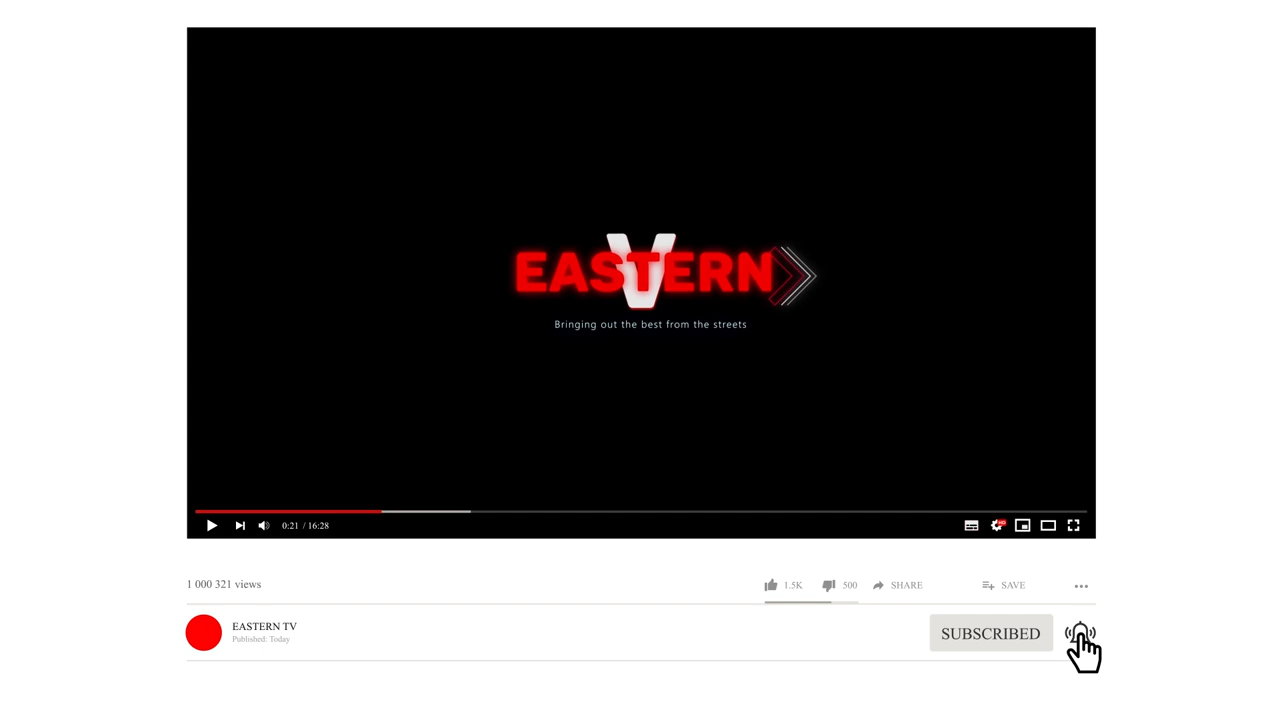 V
EASTERN
Bringing out the best from the streets
0:21 / 16:28
HD
1 000 321 views
1.5K
500
SHARE
SAVE
EASTERN TV
Published: Today
SUBSCRIBED